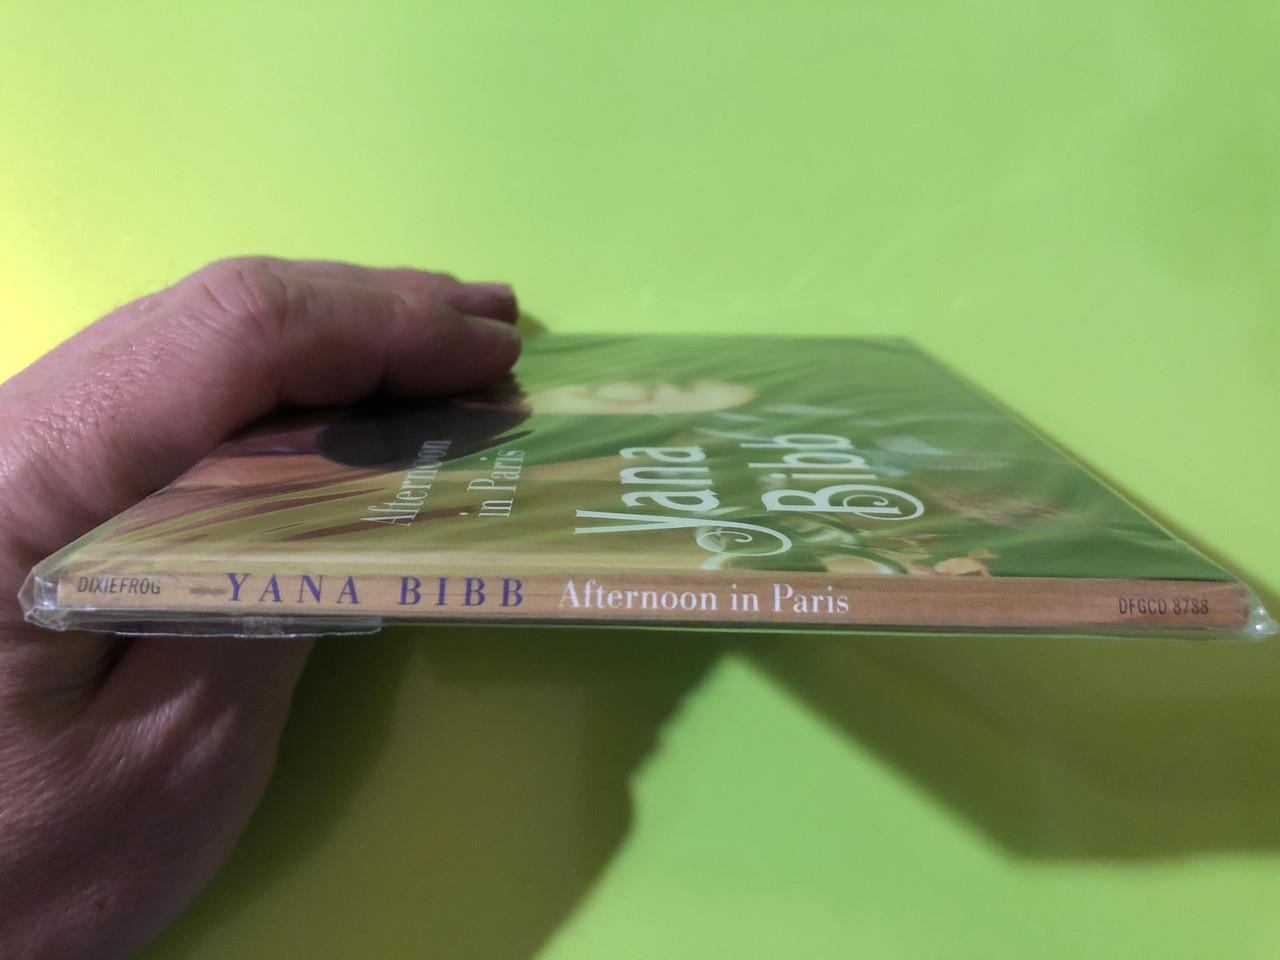 Afternoon
in Paris
Yana
Bibb
DIXIEFROG YANA BIBB Afternoon in Paris DFGCD 8788